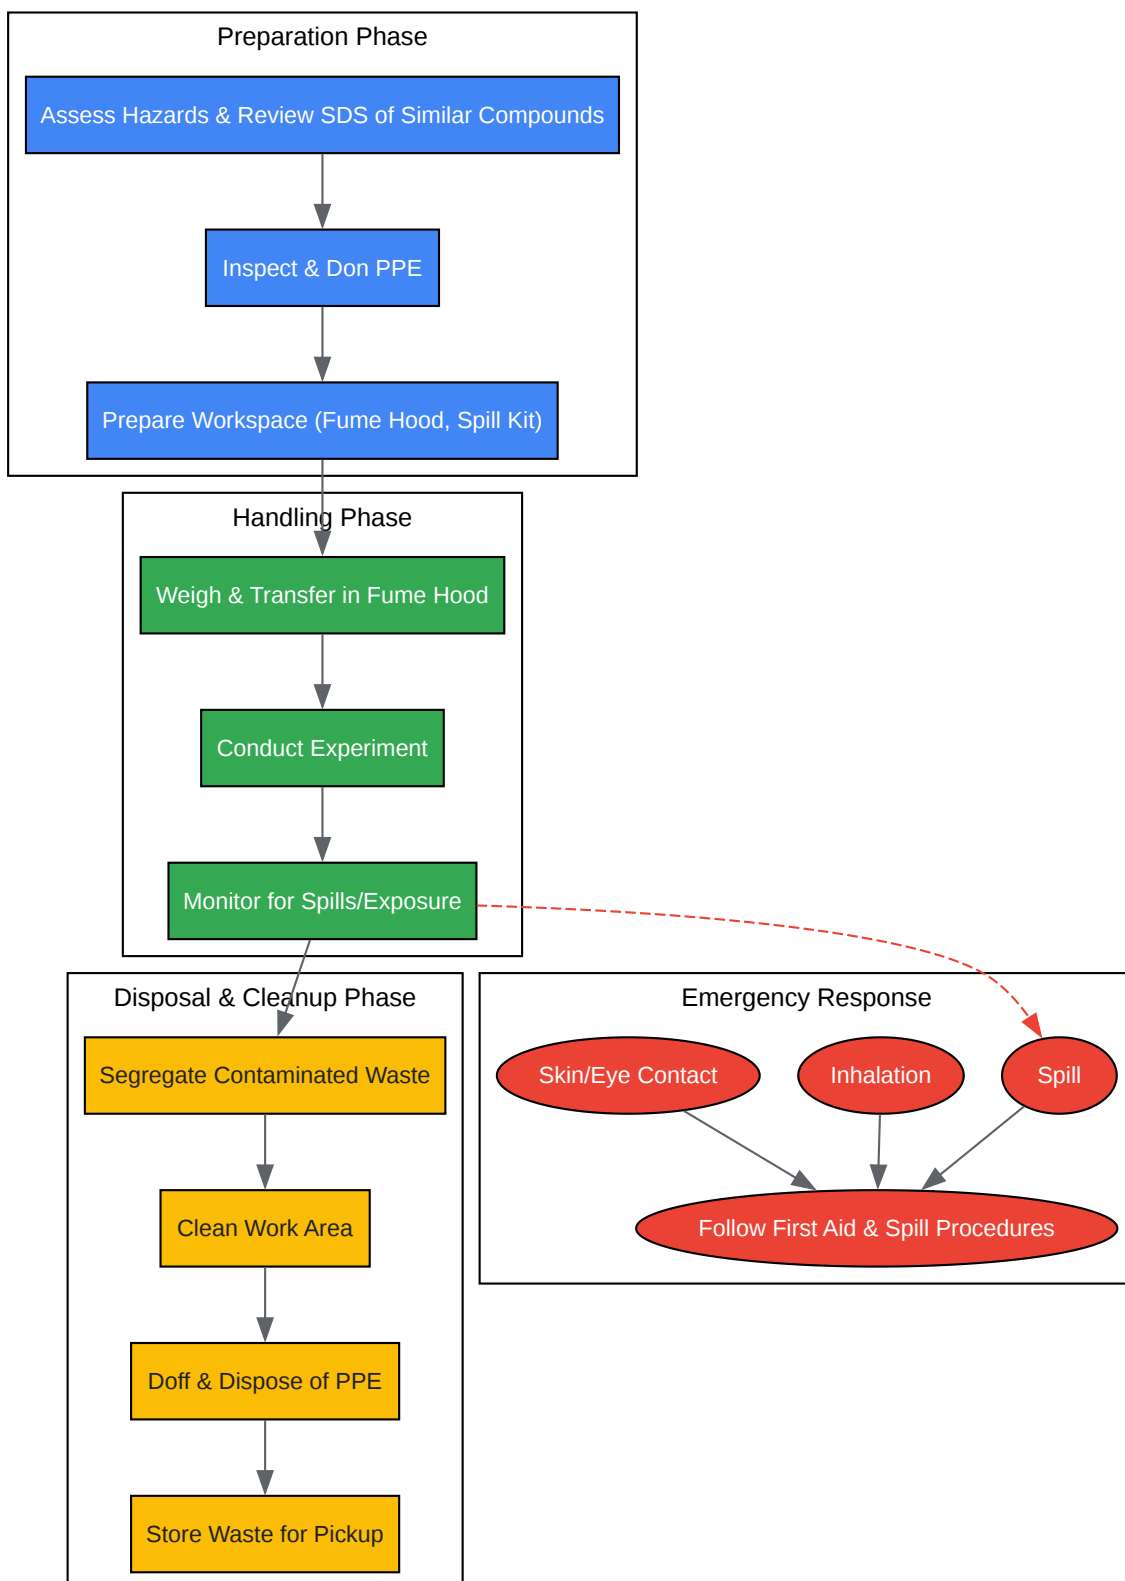 Preparation Phase
Assess Hazards & Review SDS of Similar Compounds
Inspect & Don PPE
Prepare Workspace (Fume Hood, Spill Kit)
Handling Phase
Weigh & Transfer in Fume Hood
Conduct Experiment
Monitor for Spills/Exposure
Disposal & Cleanup Phase
Segregate Contaminated Waste
Clean Work Area
Doff & Dispose of PPE
Store Waste for Pickup
Emergency Response
Skin/Eye Contact
Inhalation
Spill
Follow First Aid & Spill Procedures